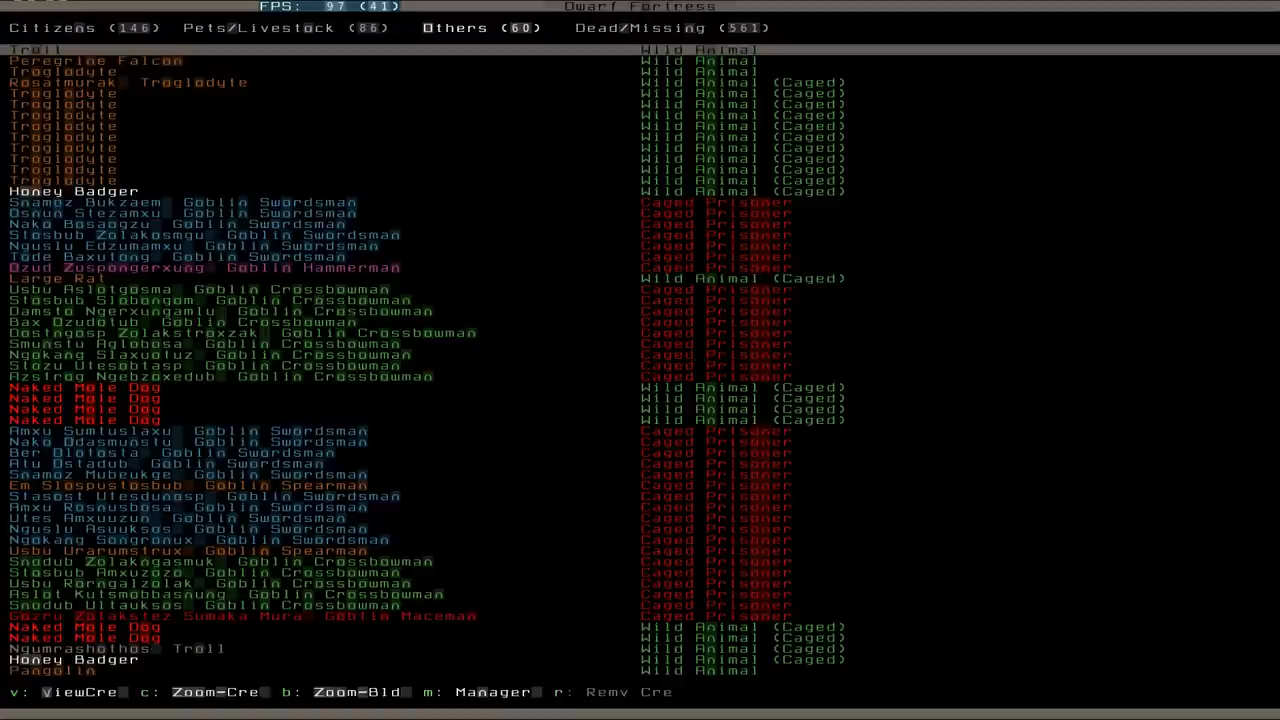 FPS: 97 (41) Dwarf Fortress
Citizens (146) Pets/Livestock (86) Others (60) Dead/Missing (561)
Troll Wild Animal
Peregrine Falcon Wild Animal
Troglodyte Wild Animal
Rosatmurak Troglodyte Wild Animal (Caged)
Troglodyte Wild Animal (Caged)
Troglodyte Wild Animal (Caged)
Troglodyte Wild Animal (Caged)
Troglodyte Wild Animal (Caged)
Troglodyte Wild Animal (Caged)
Troglodyte Wild Animal (Caged)
Troglodyte Wild Animal (Caged)
Troglodyte Wild Animal (Caged)
Troglodyte Wild Animal (Caged)
Honey Badger Wild Animal (Caged)
Snamoz Bukzaem Goblin Swordsman Caged Prisoner
Osnun Stozamxu Goblin Swordsman Caged Prisoner
Nako Bosaogzu Goblin Swordsman Caged Prisoner
Stosbub Zolakosmgu Goblin Swordsman Caged Prisoner
Nguslu Edzumamxu Goblin Swordsman Caged Prisoner
Tode Baxutong Goblin Swordsman Caged Prisoner
Ozud Zuspongerxung Goblin Hammerman Caged Prisoner
Large Rat Wild Animal (Caged)
Usbu Aslotgosma Goblin Crossbowman Caged Prisoner
Stosbub Slobongom Goblin Crossbowman Caged Prisoner
Damsto Ngerxungamlu Goblin Crossbowman Caged Prisoner
Bax Ozudotub Goblin Crossbowman Caged Prisoner
Dostngosp Zolakstroxzak Goblin Crossbowman Caged Prisoner
Smunstu Aglobosa Goblin Crossbowman Caged Prisoner
Ngokang Slaxuotuz Goblin Crossbowman Caged Prisoner
Stozu Utesobtasp Goblin Crossbowman Caged Prisoner
Azstrog Ngebzoxedub Goblin Crossbowman Caged Prisoner
Naked Mole Dog Wild Animal (Caged)
Naked Mole Dog Wild Animal (Caged)
Naked Mole Dog Wild Animal (Caged)
Naked Mole Dog Wild Animal (Caged)
Amxu Sumtuslaxu Goblin Swordsman Caged Prisoner
Nako Odasmunstu Goblin Swordsman Caged Prisoner
Ber Olotosta Goblin Swordsman Caged Prisoner
Atu Ostadub Goblin Swordsman Caged Prisoner
Snamoz Mubeukge Goblin Swordsman Caged Prisoner
Em Slospustosbub Goblin Spearman Caged Prisoner
Stasost Utesdunosp Goblin Swordsman Caged Prisoner
Amxu Rosnusbosa Goblin Swordsman Caged Prisoner
Utes Amxuuzun Goblin Swordsman Caged Prisoner
Nguslu Asuuksos Goblin Swordsman Caged Prisoner
Ngokang Songronux Goblin Swordsman Caged Prisoner
Usbu Urarumstrux Goblin Spearman Caged Prisoner
Snodub Zolakngasmuk Goblin Crossbowman Caged Prisoner
Stosbub Amxuzozo Goblin Crossbowman Caged Prisoner
Usbu Rorngalzolak Goblin Crossbowman Caged Prisoner
Aslot Kutsmobbasnung Goblin Crossbowman Caged Prisoner
Snodub Ultauksos Goblin Crossbowman Caged Prisoner
Gozru Zolakstez Sumaka Mura Goblin Maceman Caged Prisoner
Naked Mole Dog Wild Animal (Caged)
Naked Mole Dog Wild Animal (Caged)
Ngumrashothos Troll Wild Animal (Caged)
Honey Badger Wild Animal (Caged)
Pangolin Wild Animal
v: ViewCre c: Zoom-Cre b: Zoom-Bld m: Manager r: Remv Cre